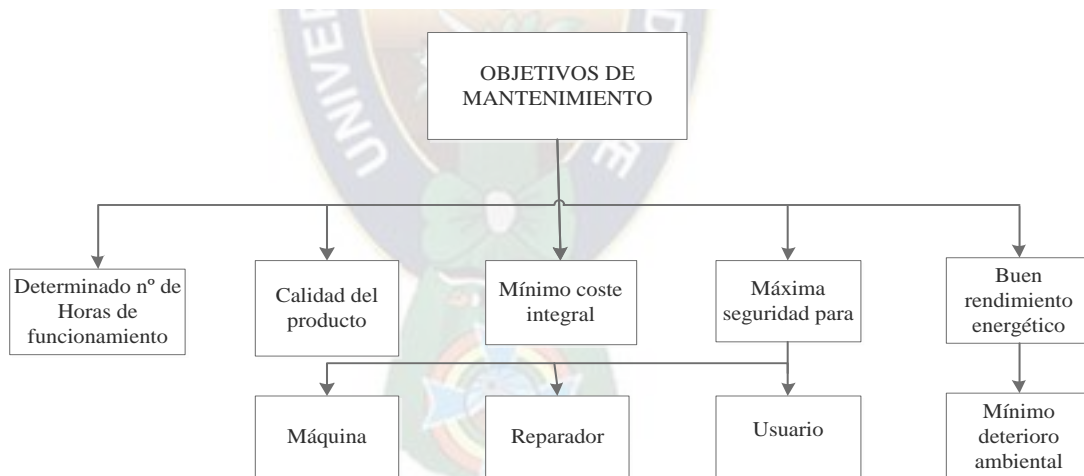 UNIVER
D
E
OBJETIVOS DE
MANTENIMIENTO
Determinado nº de
Horas de
funcionamiento
Calidad del
producto
Mínimo coste
integral
Máxima
seguridad para
Buen
rendimiento
energético
Máquina
Reparador
Usuario
Mínimo
deterioro
ambiental